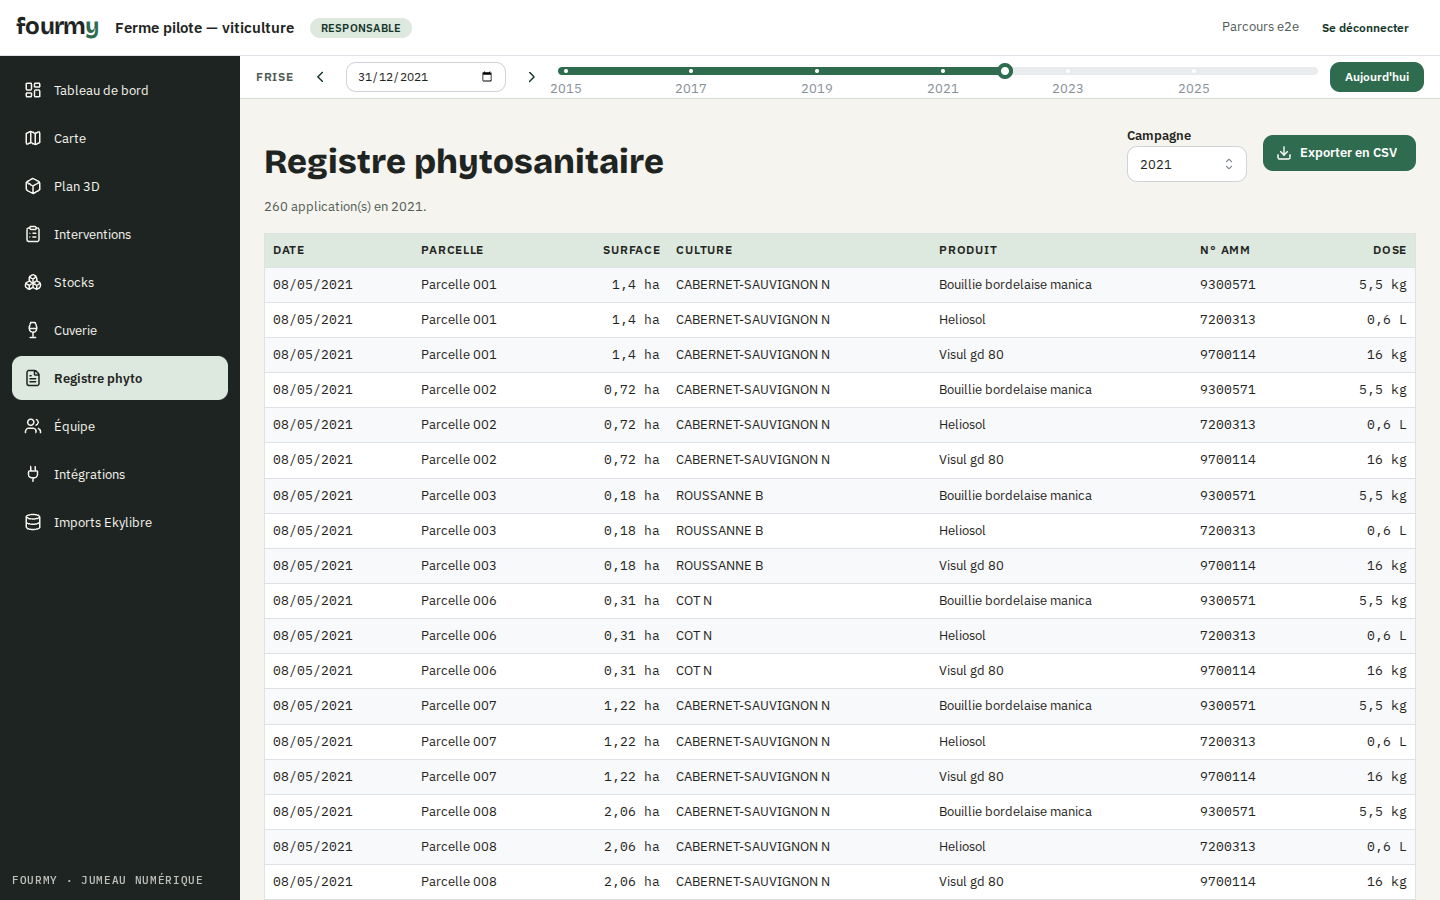 fourmy Ferme pilote — viticulture RESPONSABLE Parcours e2e Se déconnecter
FRISE 31/12/2021 2015 2017 2019 2021 2023 2025 Aujourd'hui
Tableau de bord
Carte
Plan 3D
Interventions
Stocks
Cuverie
Registre phyto
Équipe
Intégrations
Imports Ekylibre
FOURMY · JUMEAU NUMÉRIQUE
Registre phytosanitaire
Campagne
2021
Exporter en CSV
260 application(s) en 2021.
DATE PARCELLE SURFACE CULTURE PRODUIT N° AMM DOSE
08/05/2021 Parcelle 001 1,4 ha CABERNET-SAUVIGNON N Bouillie bordelaise manica 9300571 5,5 kg
08/05/2021 Parcelle 001 1,4 ha CABERNET-SAUVIGNON N Heliosol 7200313 0,6 L
08/05/2021 Parcelle 001 1,4 ha CABERNET-SAUVIGNON N Visul gd 80 9700114 16 kg
08/05/2021 Parcelle 002 0,72 ha CABERNET-SAUVIGNON N Bouillie bordelaise manica 9300571 5,5 kg
08/05/2021 Parcelle 002 0,72 ha CABERNET-SAUVIGNON N Heliosol 7200313 0,6 L
08/05/2021 Parcelle 002 0,72 ha CABERNET-SAUVIGNON N Visul gd 80 9700114 16 kg
08/05/2021 Parcelle 003 0,18 ha ROUSSANNE B Bouillie bordelaise manica 9300571 5,5 kg
08/05/2021 Parcelle 003 0,18 ha ROUSSANNE B Heliosol 7200313 0,6 L
08/05/2021 Parcelle 003 0,18 ha ROUSSANNE B Visul gd 80 9700114 16 kg
08/05/2021 Parcelle 006 0,31 ha COT N Bouillie bordelaise manica 9300571 5,5 kg
08/05/2021 Parcelle 006 0,31 ha COT N Heliosol 7200313 0,6 L
08/05/2021 Parcelle 006 0,31 ha COT N Visul gd 80 9700114 16 kg
08/05/2021 Parcelle 007 1,22 ha CABERNET-SAUVIGNON N Bouillie bordelaise manica 9300571 5,5 kg
08/05/2021 Parcelle 007 1,22 ha CABERNET-SAUVIGNON N Heliosol 7200313 0,6 L
08/05/2021 Parcelle 007 1,22 ha CABERNET-SAUVIGNON N Visul gd 80 9700114 16 kg
08/05/2021 Parcelle 008 2,06 ha CABERNET-SAUVIGNON N Bouillie bordelaise manica 9300571 5,5 kg
08/05/2021 Parcelle 008 2,06 ha CABERNET-SAUVIGNON N Heliosol 7200313 0,6 L
08/05/2021 Parcelle 008 2,06 ha CABERNET-SAUVIGNON N Visul gd 80 9700114 16 kg